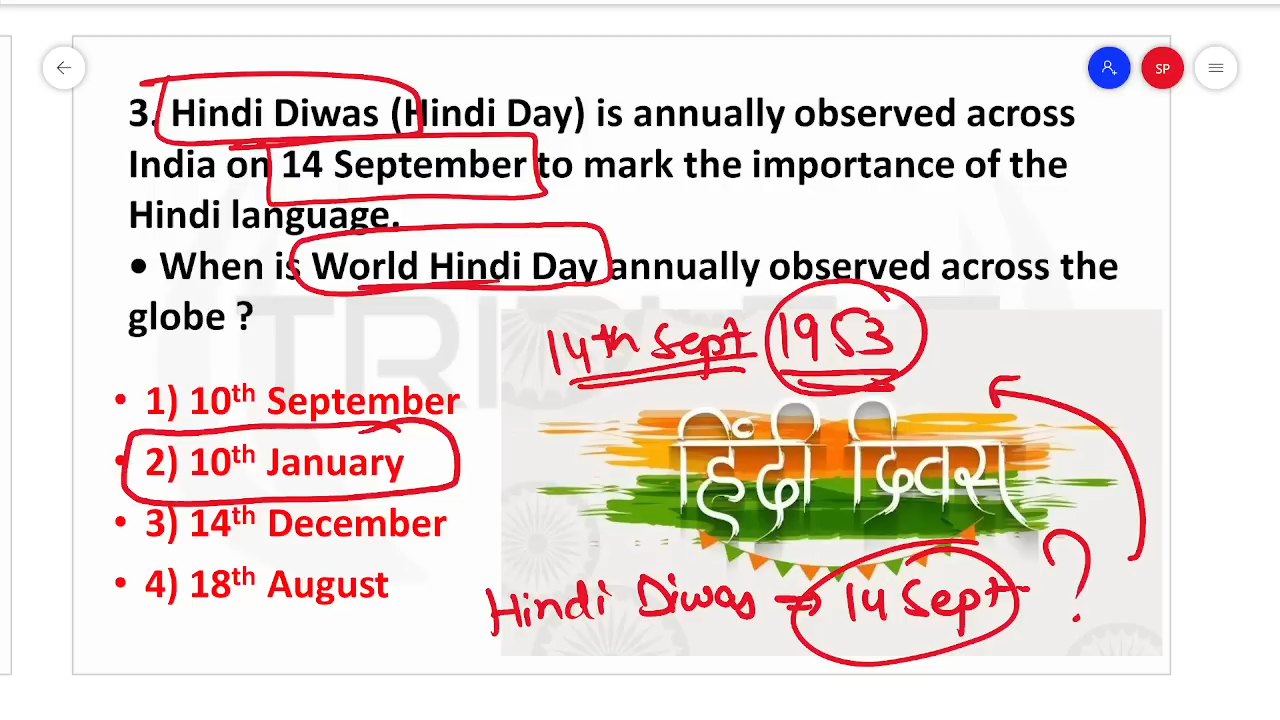 SP
3. Hindi Diwas (Hindi Day) is annually observed across
India on 14 September to mark the importance of the
Hindi language.
• When is World Hindi Day annually observed across the
globe ?
14th Sept 1953
• 1) 10th September
• 2) 10th January
• 3) 14th December
• 4) 18th August
हिंदी दिवस
Hindi Diwas → 14 Sept ?